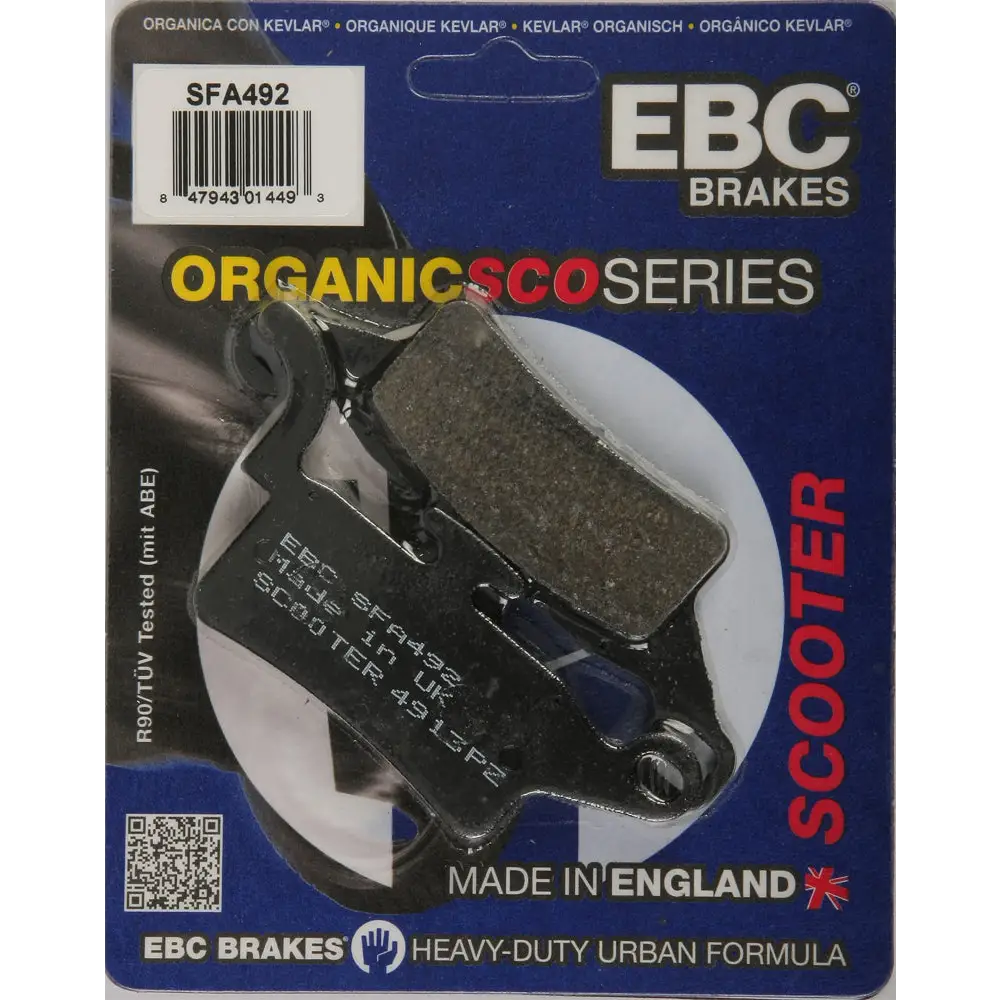 ORGANICA CON KEVLAR® • ORGANIQUE KEVLAR® • KEVLAR® ORGANISCH • ORGÂNICO KEVLAR®
SFA492
8 47943 01449 3
EBC®
BRAKES
ORGANICSCOSERIES
R90/TÜV Tested (mit ABE)
EBC SFA492
Made in UK
SCOOTER 4913PZ
SCOOTER
MADE IN ENGLAND
EBC BRAKES® HEAVY-DUTY URBAN FORMULA